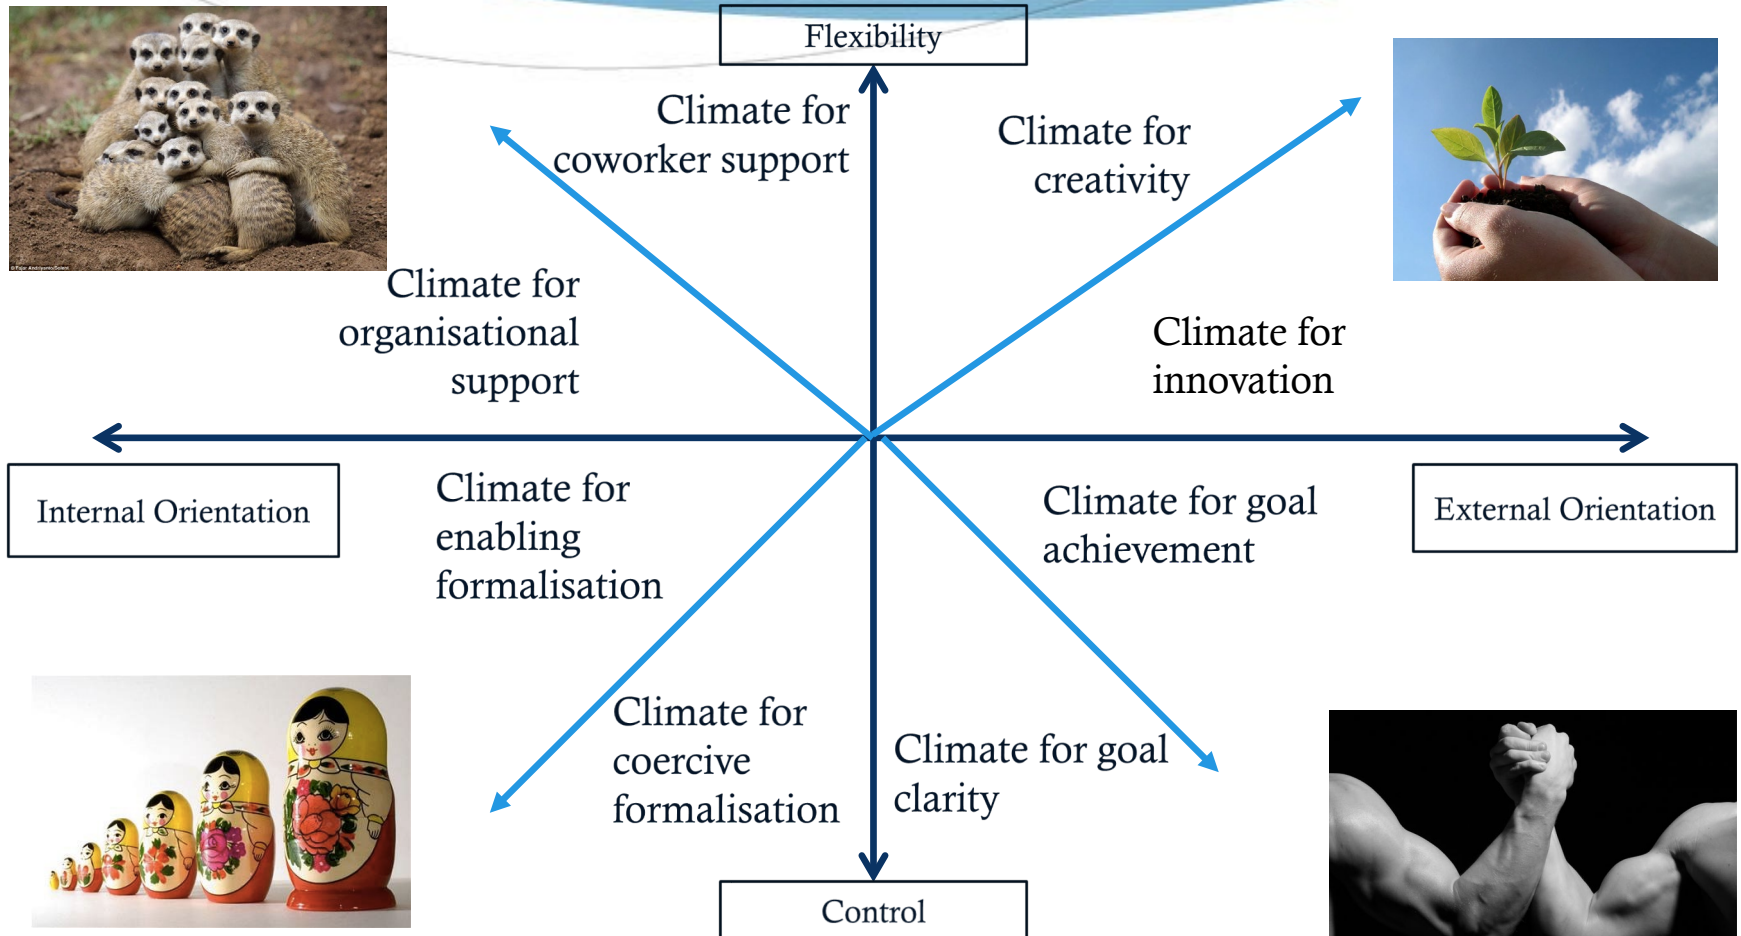 Flexibility
Climate for
coworker support
Climate for
creativity
Climate for
organisational
support
Climate for
innovation
Internal Orientation
External Orientation
Climate for
enabling
formalisation
Climate for goal
achievement
Climate for
coercive
formalisation
Climate for goal
clarity
Control